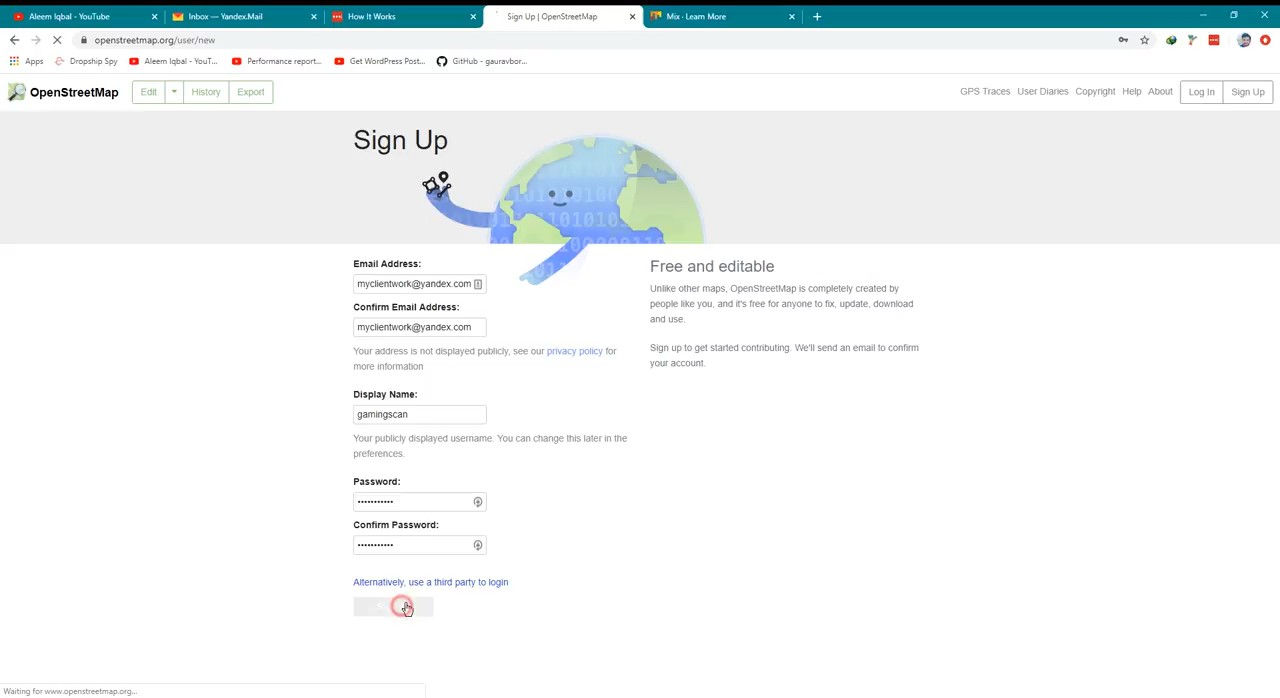 Aleem Iqbal - YouTube
Inbox — Yandex.Mail
How It Works
Sign Up | OpenStreetMap
Mix · Learn More
openstreetmap.org/user/new
Apps
Dropship Spy
Aleem Iqbal - YouT...
Performance report...
Get WordPress Post...
GitHub - gauravbor...
OpenStreetMap
Edit
History
Export
GPS Traces
User Diaries
Copyright
Help
About
Log In
Sign Up
Sign Up
Email Address:
myclientwork@yandex.com
Confirm Email Address:
myclientwork@yandex.com
Your address is not displayed publicly, see our privacy policy for
more information
Display Name:
gamingscan
Your publicly displayed username. You can change this later in the
preferences.
Password:
Confirm Password:
Alternatively, use a third party to login
Free and editable
Unlike other maps, OpenStreetMap is completely created by
people like you, and it's free for anyone to fix, update, download
and use.
Sign up to get started contributing. We'll send an email to confirm
your account.
Waiting for www.openstreetmap.org...